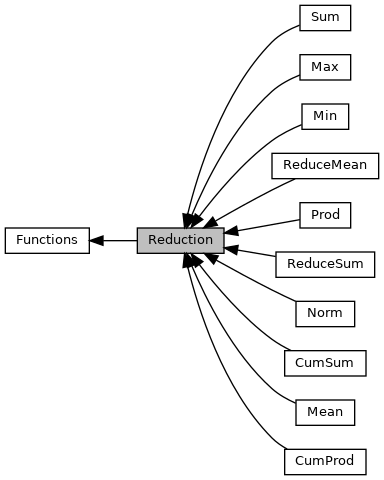 Sum
Max
Min
ReduceMean
Prod
Functions
Reduction
ReduceSum
Norm
CumSum
Mean
CumProd